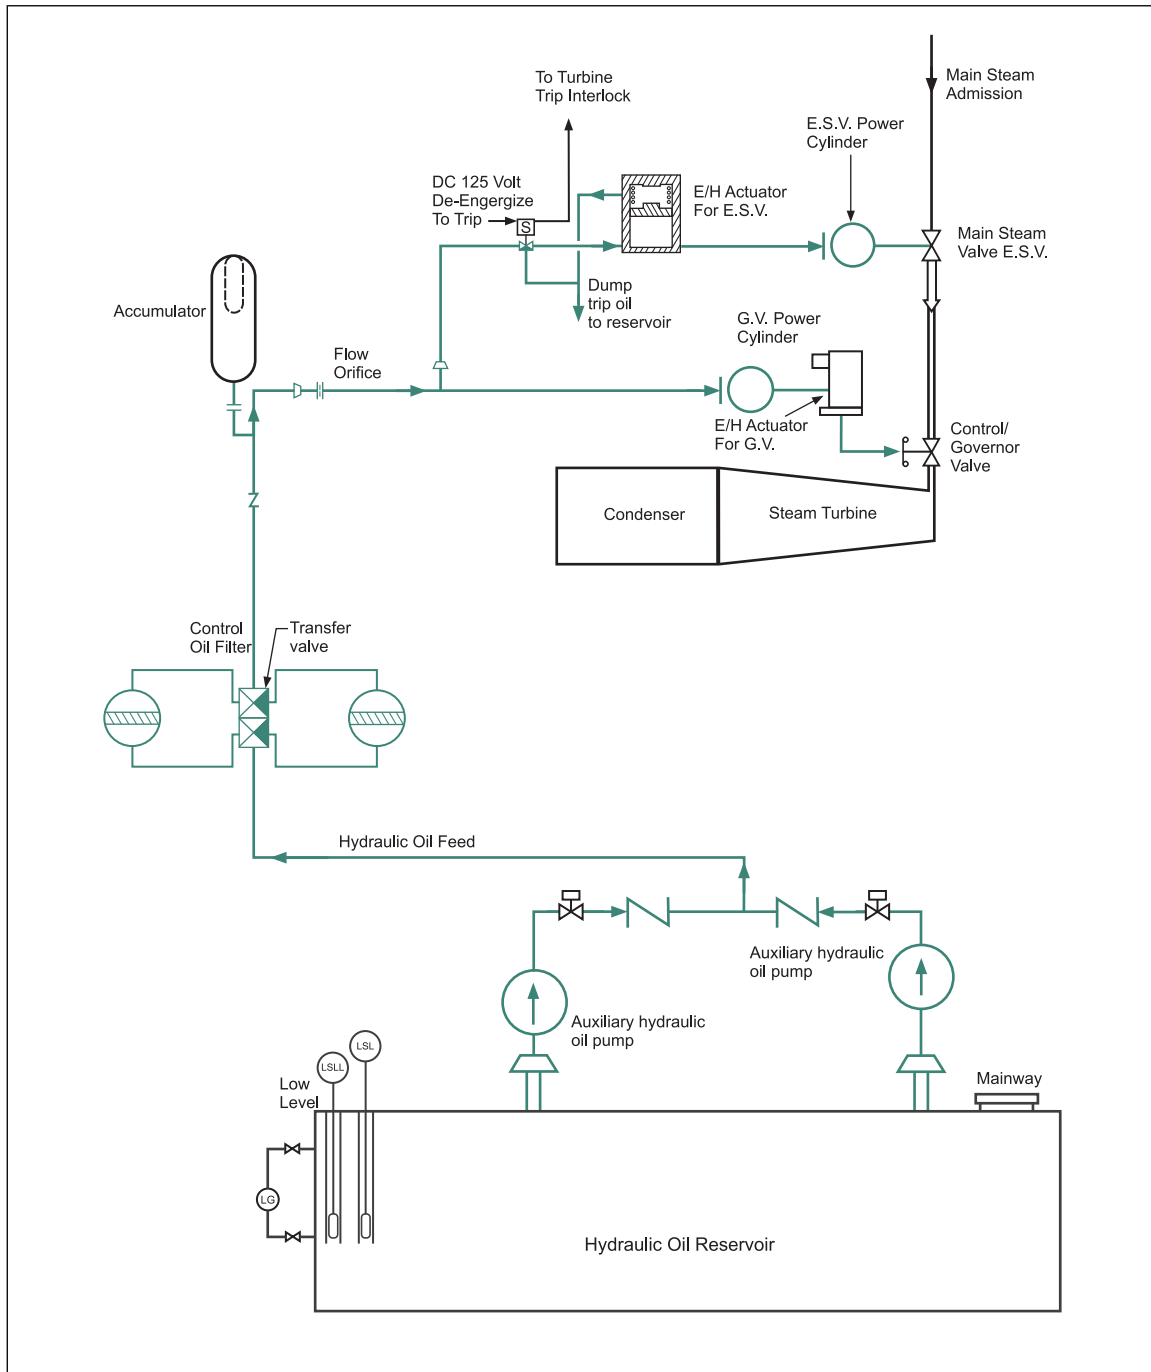 To Turbine
Trip Interlock
Main Steam
Admission
E.S.V. Power
Cylinder
DC 125 Volt
De-Engergize
To Trip
S
E/H Actuator
For E.S.V.
Main Steam
Valve E.S.V.
Accumulator
Dump
trip oil
to reservoir
G.V. Power
Cylinder
Flow
Orifice
E/H Actuator
For G.V.
Control/
Governor
Valve
Condenser
Steam Turbine
Control
Oil Filter
Transfer
valve
Hydraulic Oil Feed
Auxiliary hydraulic
oil pump
Auxiliary hydraulic
oil pump
LSL
LSLL
Low
Level
Mainway
LG
Hydraulic Oil Reservoir